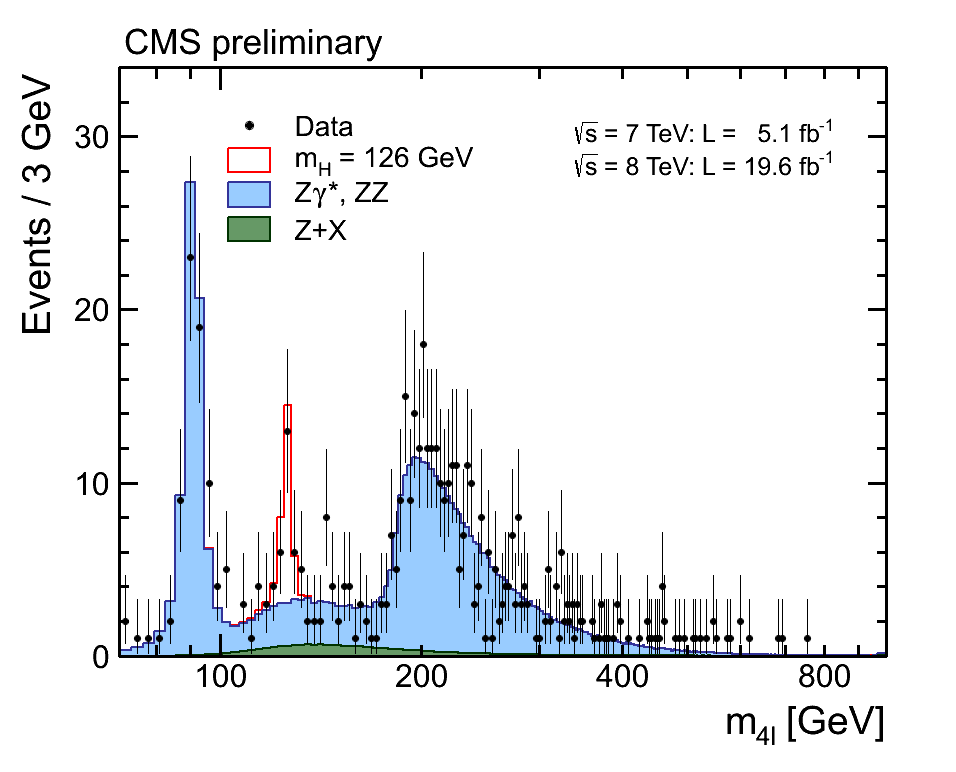 CMS preliminary
Events / 3 GeV
30
20
10
0
Data
m_H = 126 GeV
Zγ*, ZZ
Z+X
√s = 7 TeV: L = 5.1 fb⁻¹
√s = 8 TeV: L = 19.6 fb⁻¹
100
200
400
800
m_4l [GeV]